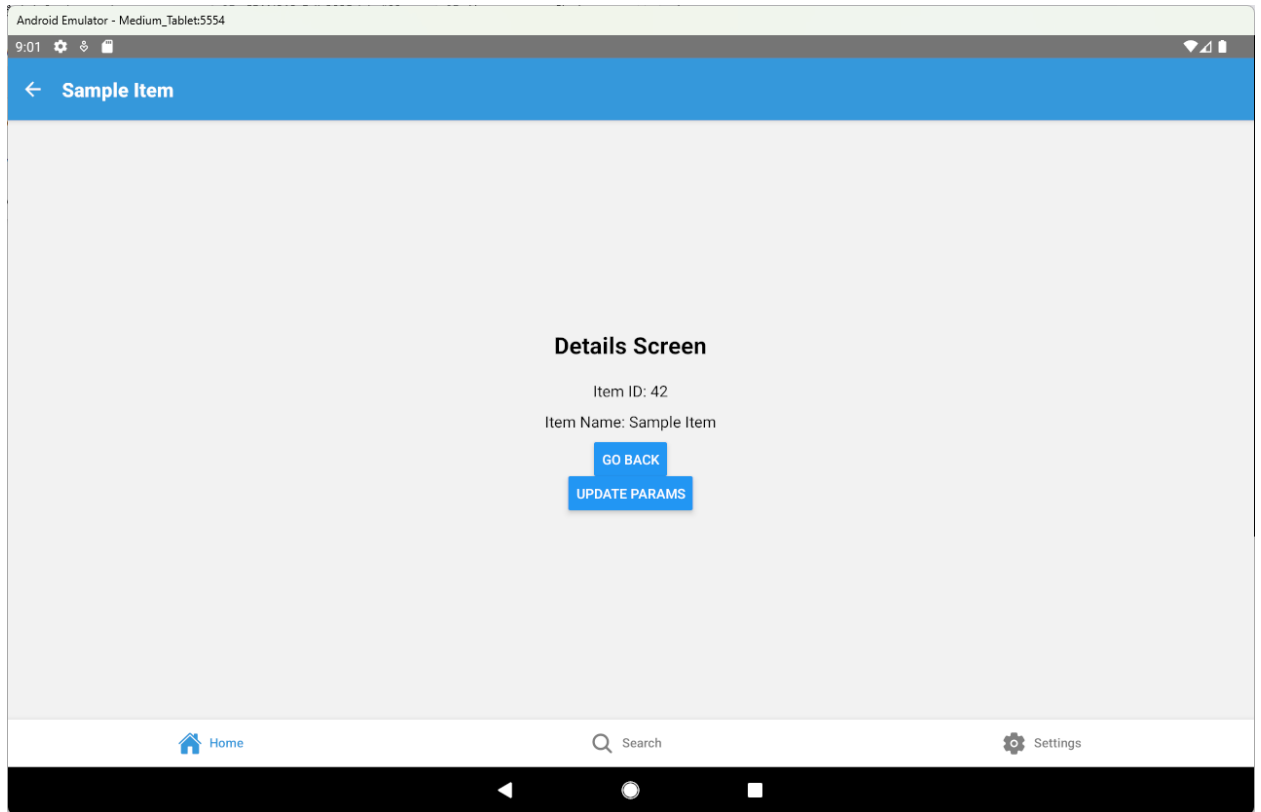 Android Emulator - Medium_Tablet:5554
9:01
Sample Item
Details Screen
Item ID: 42
Item Name: Sample Item
GO BACK
UPDATE PARAMS
Home
Search
Settings